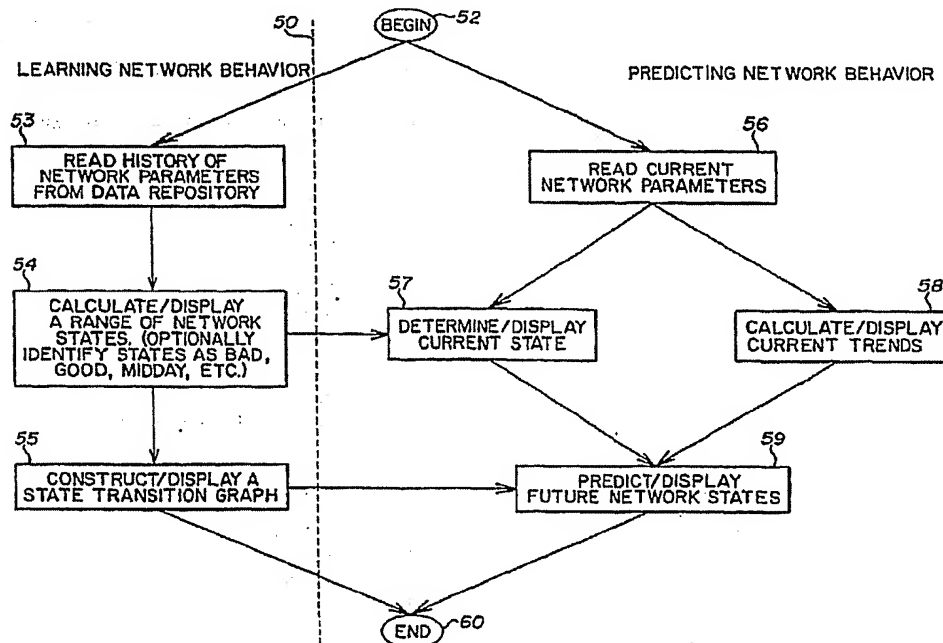 50
BEGIN
52
LEARNING NETWORK BEHAVIOR
PREDICTING NETWORK BEHAVIOR
53
READ HISTORY OF
NETWORK PARAMETERS
FROM DATA REPOSITORY
56
READ CURRENT
NETWORK PARAMETERS
54
CALCULATE/DISPLAY
A RANGE OF NETWORK
STATES, (OPTIONALLY
IDENTIFY STATES AS BAD,
GOOD, MIDDAY, ETC.)
57
DETERMINE/DISPLAY
CURRENT STATE
58
CALCULATE/DISPLAY
CURRENT TRENDS
55
CONSTRUCT/DISPLAY A
STATE TRANSITION GRAPH
59
PREDICT/DISPLAY
FUTURE NETWORK STATES
END
60